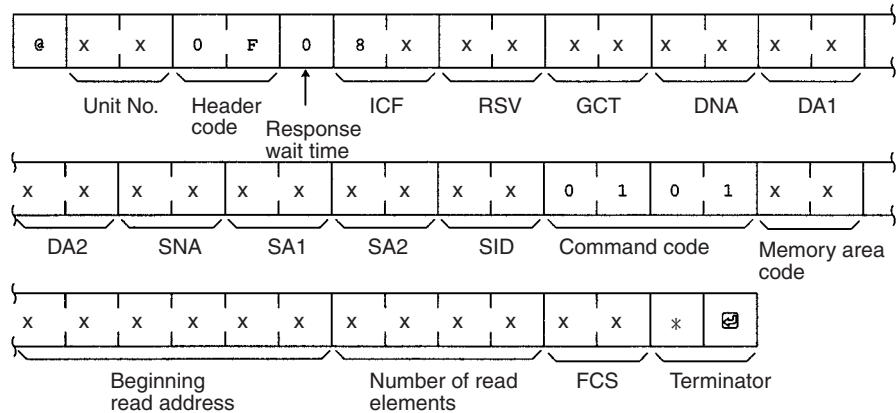 @ x x 0 F 0 8 x x x x x x x x x
Unit No. Header code Response wait time ICF RSV GCT DNA DA1
x x x x x x x x x x 0 1 0 1 x x
DA2 SNA SA1 SA2 SID Command code Memory area code
x x x x x x x x x x x x * ↵
Beginning read address Number of read elements FCS Terminator